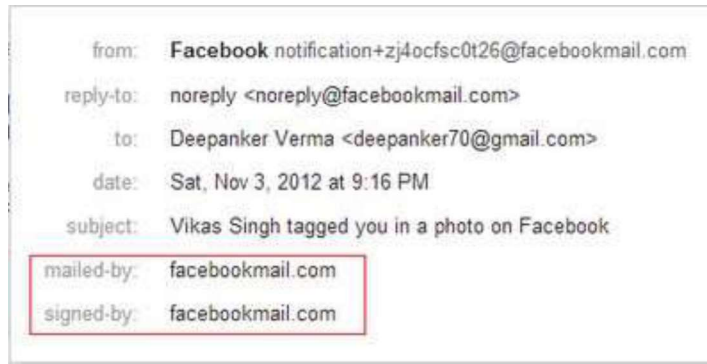 from: Facebook notification+zj4ocfsc0t26@facebookmail.com
reply-to: noreply <noreply@facebookmail.com>
to: Deepanker Verma <deepanker70@gmail.com>
date: Sat, Nov 3, 2012 at 9:16 PM
subject: Vikas Singh tagged you in a photo on Facebook
mailed-by: facebookmail.com
signed-by: facebookmail.com